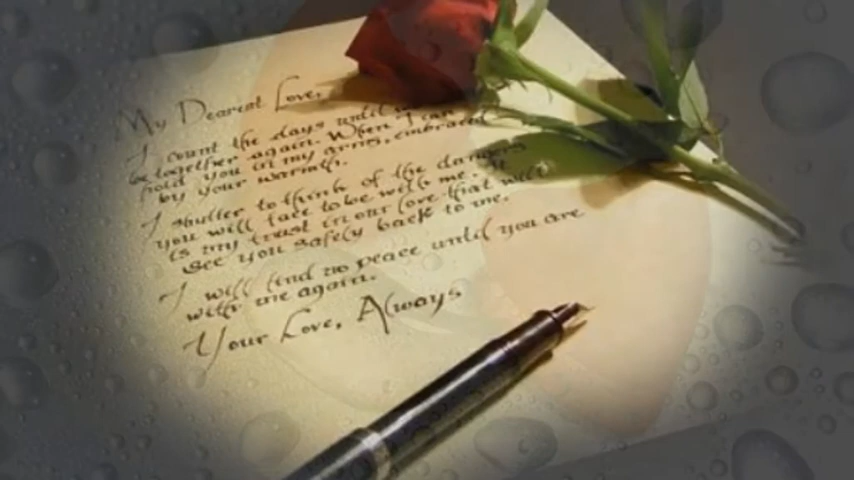 My Dearest Love,
I count the days until
be together again. When I can
hold you in my arms, embraced
by your warmth.
I shutter to think of the dangers
you will face to be with me. It
is my trust in our love that will
see you safely back to me.
I will find no peace until you are
with me again.
Your Love, Always